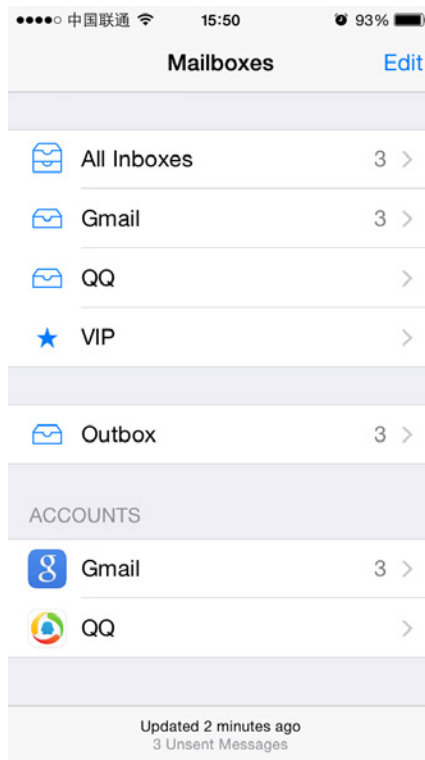 中国联通 15:50 93%
Mailboxes Edit
All Inboxes 3
Gmail 3
QQ
VIP
Outbox 3
ACCOUNTS
8 Gmail 3
QQ
Updated 2 minutes ago
3 Unsent Messages